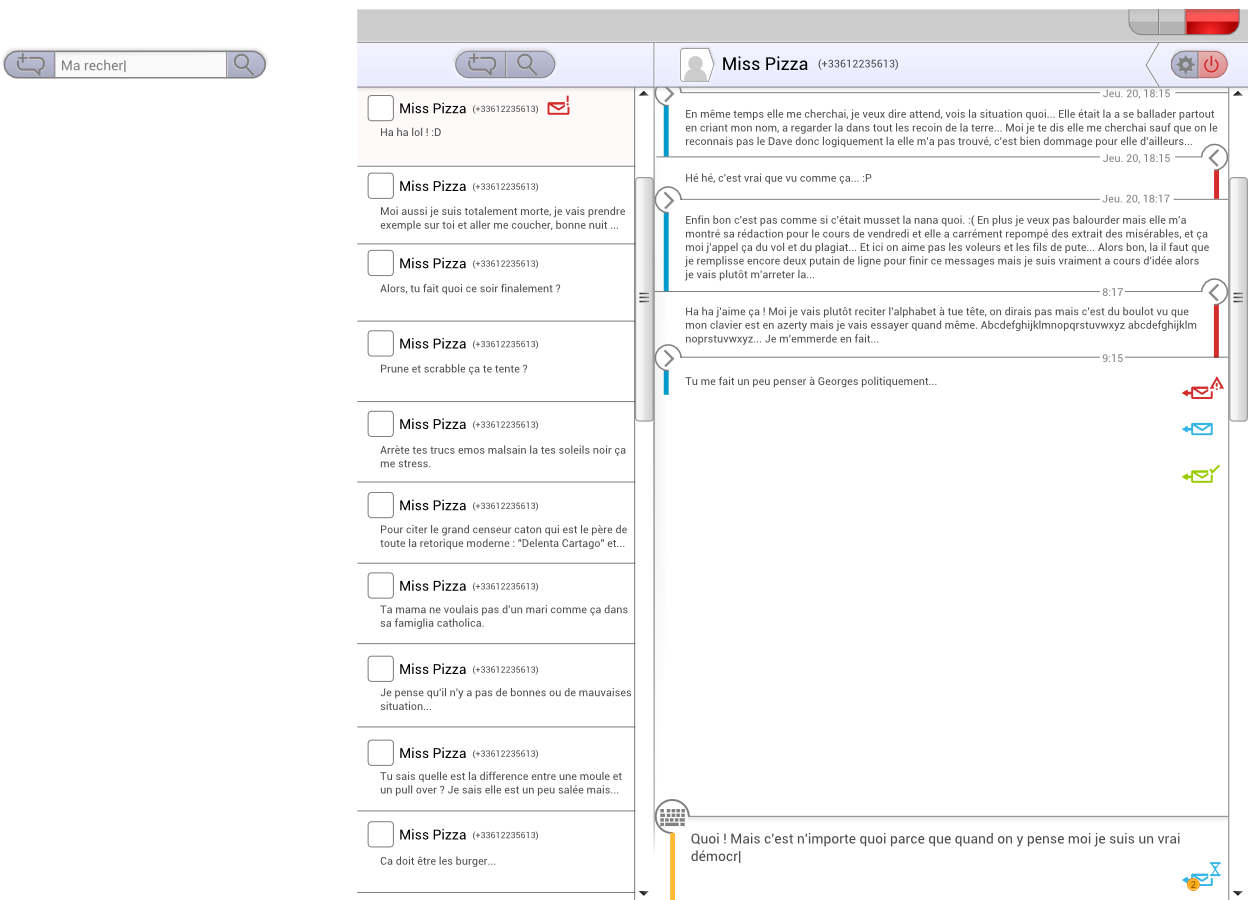 Ma recher|
Miss Pizza (+33612235613)
Ha ha lol ! :D
Miss Pizza (+33612235613)
Moi aussi je suis totalement morte, je vais prendre
exemple sur toi et aller me coucher, bonne nuit ...
Miss Pizza (+33612235613)
Alors, tu fait quoi ce soir finalement ?
Miss Pizza (+33612235613)
Prune et scrabble ça te tente ?
Miss Pizza (+33612235613)
Arrète tes trucs emos malsain la tes soleils noir ça
me stress.
Miss Pizza (+33612235613)
Pour citer le grand censeur caton qui est le père de
toute la retorique moderne : "Delenta Cartago" et...
Miss Pizza (+33612235613)
Ta mama ne voulais pas d'un mari comme ça dans
sa famiglia catholica.
Miss Pizza (+33612235613)
Je pense qu'il n'y a pas de bonnes ou de mauvaises
situation...
Miss Pizza (+33612235613)
Tu sais quelle est la difference entre une moule et
un pull over ? Je sais elle est un peu salée mais...
Miss Pizza (+33612235613)
Ca doit être les burger...
Miss Pizza (+33612235613)
Jeu. 20, 18:15
En même temps elle me cherchai, je veux dire attend, vois la situation quoi... Elle était la a se ballader partout
en criant mon nom, a regarder la dans tout les recoin de la terre... Moi je te dis elle me cherchai sauf que on le
reconnais pas le Dave donc logiquement la elle m'a pas trouvé, c'est bien dommage pour elle d'ailleurs...
Jeu. 20, 18:15
Hé hé, c'est vrai que vu comme ça... :P
Jeu. 20, 18:17
Enfin bon c'est pas comme si c'était musset la nana quoi. :( En plus je veux pas balourder mais elle m'a
montré sa rédaction pour le cours de vendredi et elle a carrément repompé des extrait des misérables, et ça
moi j'appel ça du vol et du plagiat... Et ici on aime pas les voleurs et les fils de pute... Alors bon, la il faut que
je remplisse encore deux putain de ligne pour finir ce messages mais je suis vraiment a cours d'idée alors
je vais plutôt m'arreter la...
8:17
Ha ha j'aime ça ! Moi je vais plutôt reciter l'alphabet à tue tête, on dirais pas mais c'est du boulot vu que
mon clavier est en azerty mais je vais essayer quand même. Abcdefghijklmnopqrstuvwxyz abcdefghijklm
noprstuvwxyz... Je m'emmerde en fait...
9:15
Tu me fait un peu penser à Georges politiquement...
Quoi ! Mais c'est n'importe quoi parce que quand on y pense moi je suis un vrai
démocr|
2